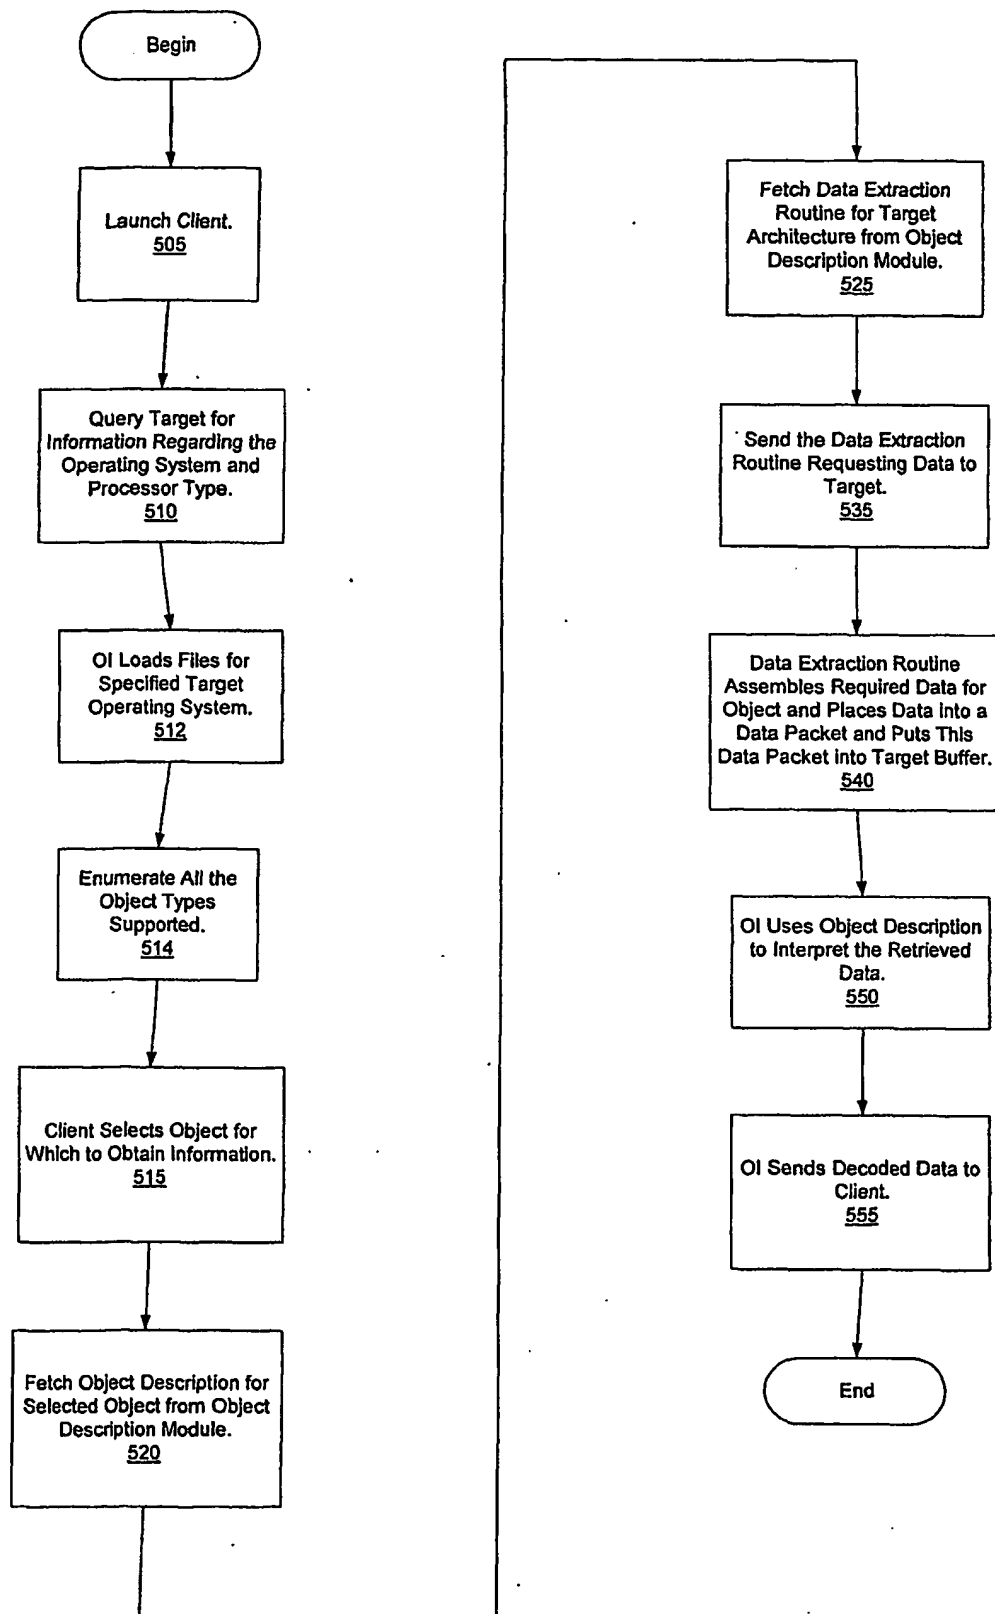 Begin
Launch Client.
505
Query Target for
Information Regarding the
Operating System and
Processor Type.
510
OI Loads Files for
Specified Target
Operating System.
512
Enumerate All the
Object Types
Supported.
514
Client Selects Object for
Which to Obtain Information.
515
Fetch Object Description for
Selected Object from Object
Description Module.
520
Fetch Data Extraction
Routine for Target
Architecture from Object
Description Module.
525
Send the Data Extraction
Routine Requesting Data to
Target.
535
Data Extraction Routine
Assembles Required Data for
Object and Places Data into a
Data Packet and Puts This
Data Packet into Target Buffer.
540
OI Uses Object Description
to Interpret the Retrieved
Data.
550
OI Sends Decoded Data to
Client.
555
End